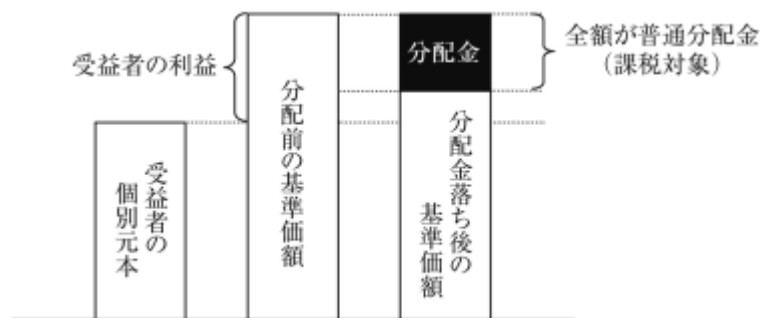 受益者の利益
受益者の
個別元本
分配前の基準価額
分配金
分配金落ち後の
基準価額
全額が普通分配金
（課税対象）